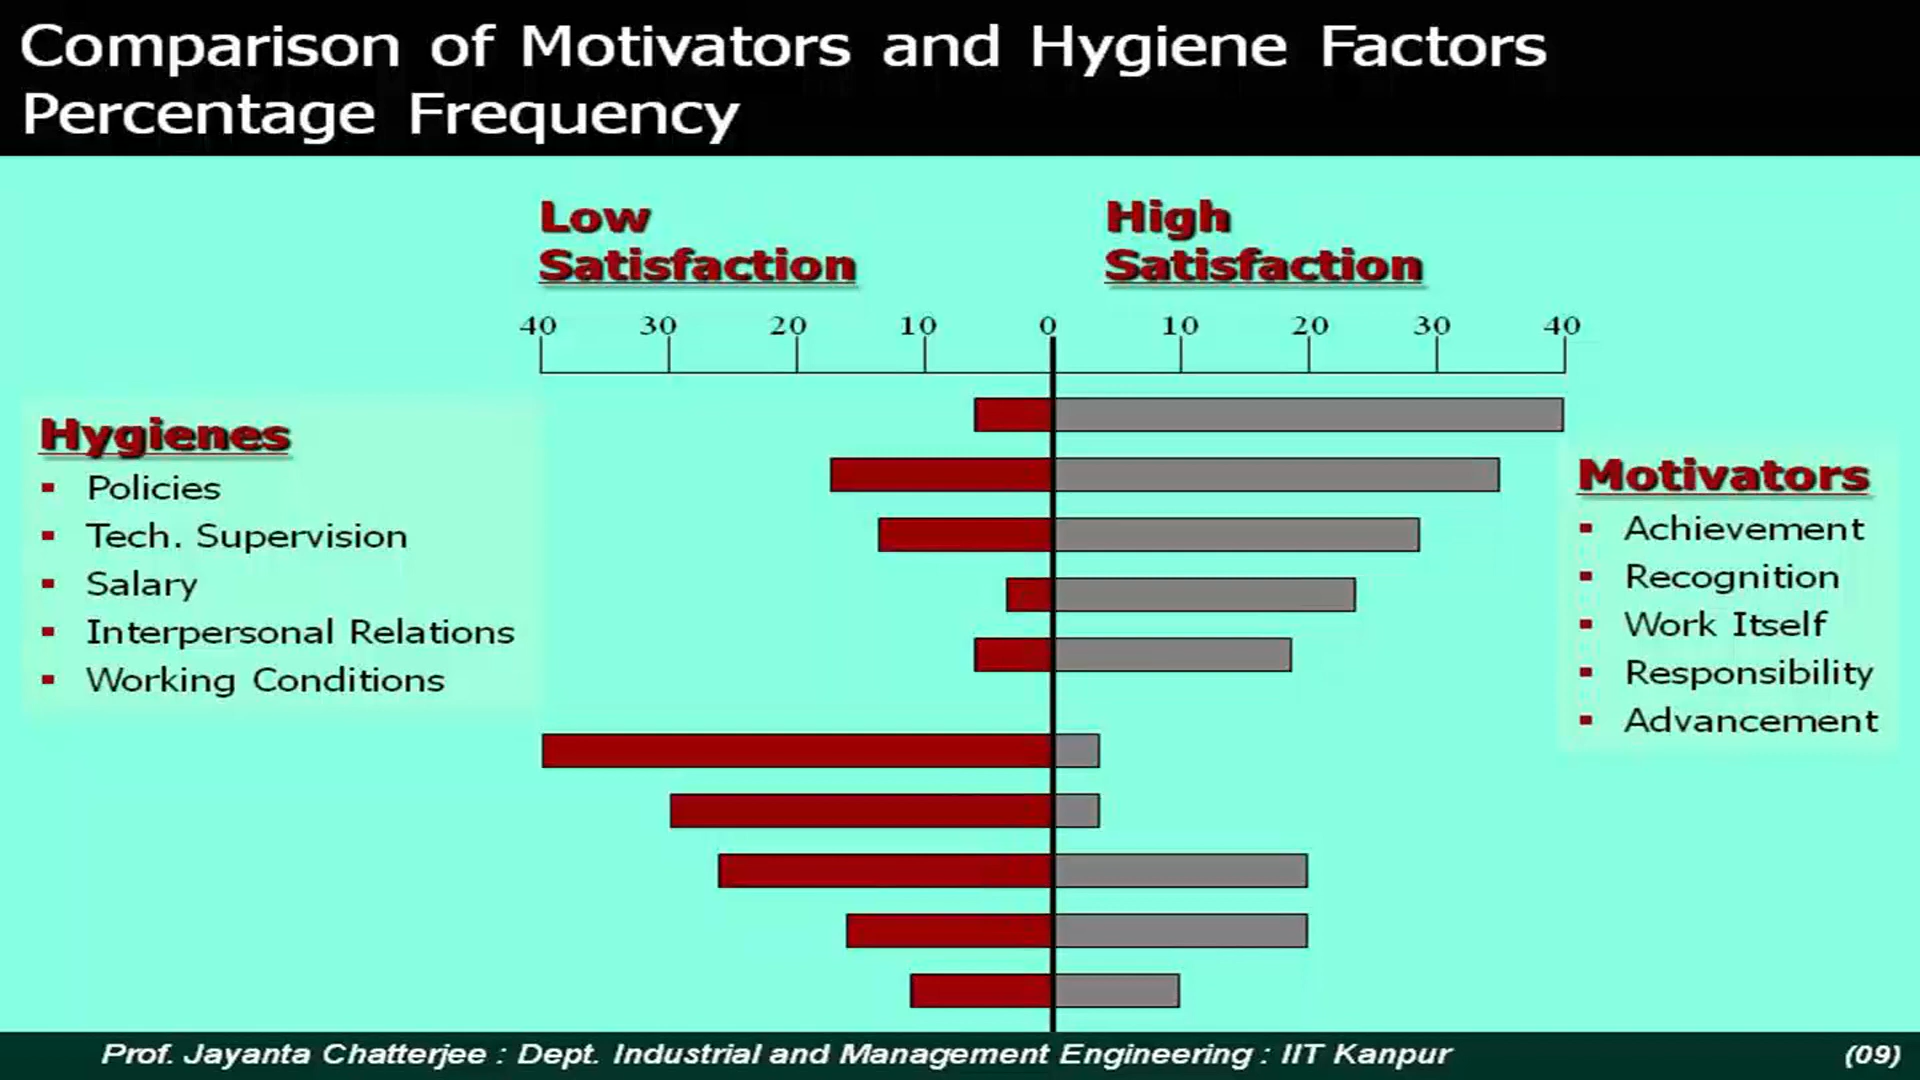 Comparison of Motivators and Hygiene Factors
Percentage Frequency
Low
Satisfaction
High
Satisfaction
40 30 20 10 0 10 20 30 40
Hygienes
Policies
Tech. Supervision
Salary
Interpersonal Relations
Working Conditions
Motivators
Achievement
Recognition
Work Itself
Responsibility
Advancement
Prof. Jayanta Chatterjee : Dept. Industrial and Management Engineering : IIT Kanpur (09)